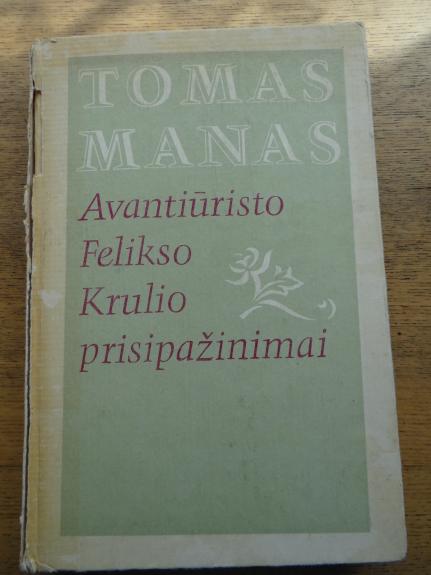 TOMAS
MANAS
Avantiūristo
Felikso
Krulio
prisipažinimai